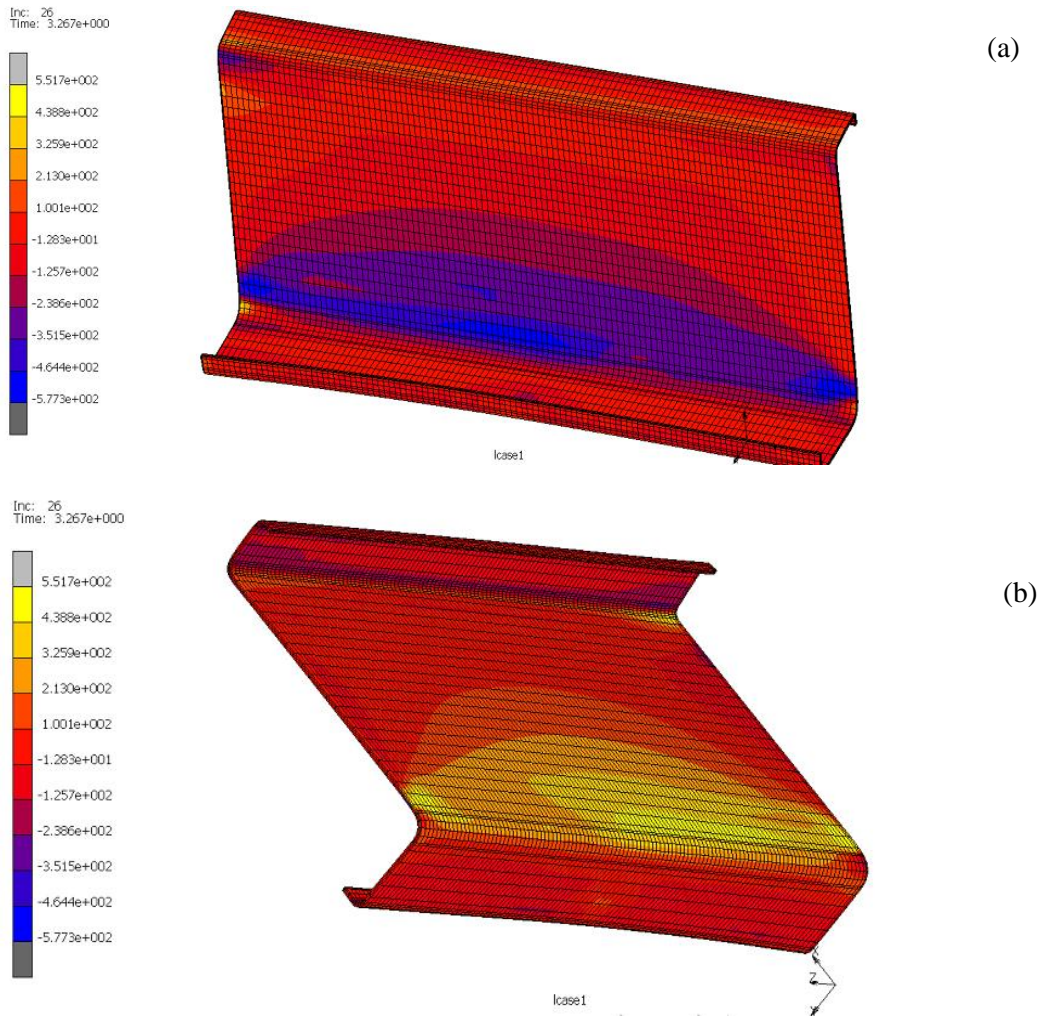 Inc: 26
Time: 3.267e+000
(a)
5.517e+002
4.388e+002
3.259e+002
2.130e+002
1.001e+002
-1.283e+001
-1.257e+002
-2.386e+002
-3.515e+002
-4.644e+002
-5.773e+002
lcase1
Inc: 26
Time: 3.267e+000
(b)
5.517e+002
4.388e+002
3.259e+002
2.130e+002
1.001e+002
-1.283e+001
-1.257e+002
-2.386e+002
-3.515e+002
-4.644e+002
-5.773e+002
X
Z
Y
lcase1